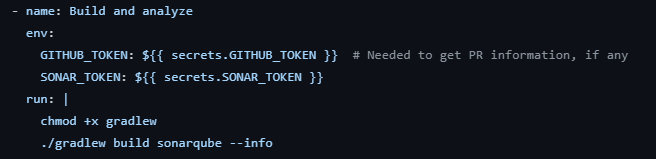 - name: Build and analyze
  env:
    GITHUB_TOKEN: ${{ secrets.GITHUB_TOKEN }}  # Needed to get PR information, if any
    SONAR_TOKEN: ${{ secrets.SONAR_TOKEN }}
  run: |
    chmod +x gradlew
    ./gradlew build sonarqube --info